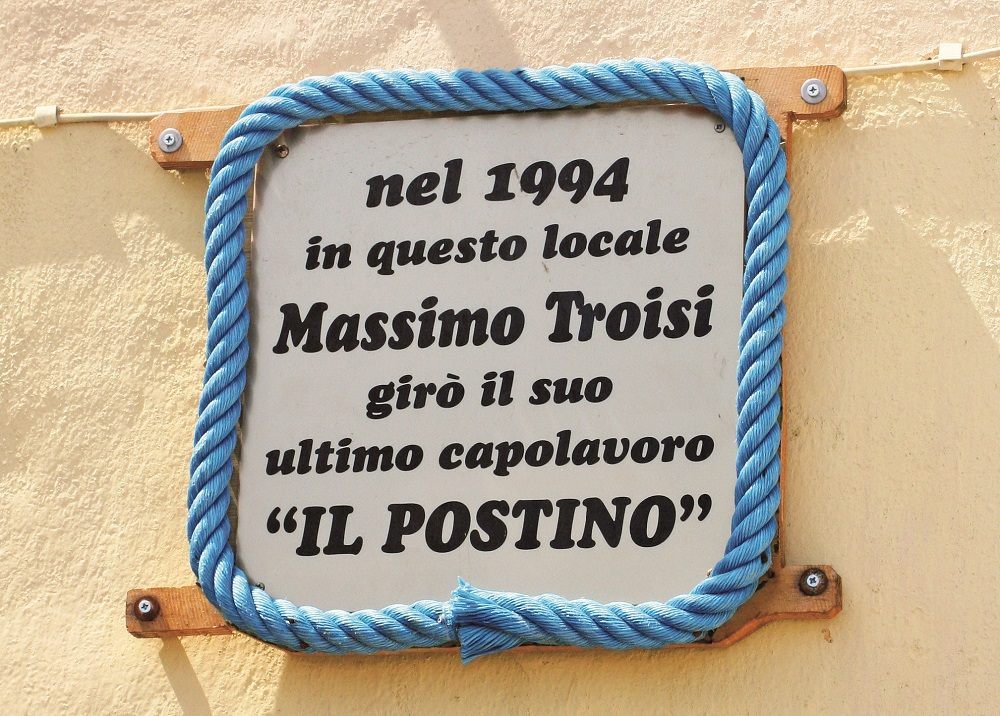 nel 1994
in questo locale
Massimo Troisi
girò il suo
ultimo capolavoro
“IL POSTINO”